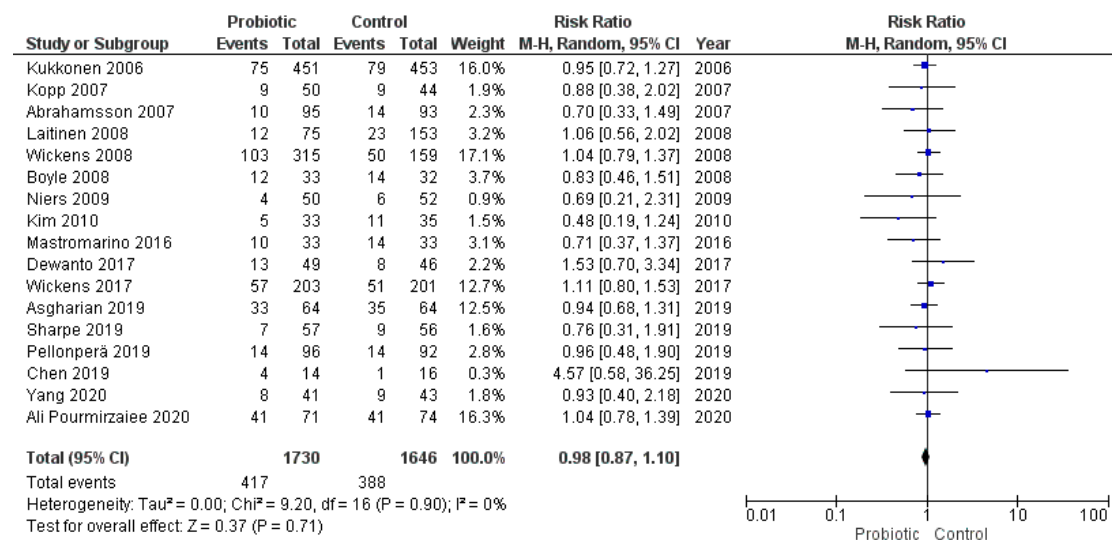 Probiotic Control Risk Ratio Risk Ratio
Study or Subgroup Events Total Events Total Weight M-H, Random, 95% CI Year M-H, Random, 95% CI
Kukkonen 2006 75 451 79 453 16.0% 0.95 [0.72, 1.27] 2006
Kopp 2007 9 50 9 44 1.9% 0.88 [0.38, 2.02] 2007
Abrahamsson 2007 10 95 14 93 2.3% 0.70 [0.33, 1.49] 2007
Laitinen 2008 12 75 23 153 3.2% 1.06 [0.56, 2.02] 2008
Wickens 2008 103 315 50 159 17.1% 1.04 [0.79, 1.37] 2008
Boyle 2008 12 33 14 32 3.7% 0.83 [0.46, 1.51] 2008
Niers 2009 4 50 6 52 0.9% 0.69 [0.21, 2.31] 2009
Kim 2010 5 33 11 35 1.5% 0.48 [0.19, 1.24] 2010
Mastromarino 2016 10 33 14 33 3.1% 0.71 [0.37, 1.37] 2016
Dewanto 2017 13 49 8 46 2.2% 1.53 [0.70, 3.34] 2017
Wickens 2017 57 203 51 201 12.7% 1.11 [0.80, 1.53] 2017
Asgharian 2019 33 64 35 64 12.4% 0.94 [0.68, 1.31] 2019
Sharpe 2019 7 57 9 56 1.6% 0.76 [0.31, 1.91] 2019
Pellonperä 2019 14 96 14 92 2.8% 0.96 [0.48, 1.90] 2019
Chen 2019 4 14 1 16 0.3% 4.57 [0.58, 36.25] 2019
Yang 2020 8 41 9 43 1.8% 0.93 [0.40, 2.18] 2020
Ali Pourmirzaiee 2020 41 71 41 74 16.3% 1.04 [0.78, 1.39] 2020
Total (95% CI) 1730 1646 100.0% 0.98 [0.87, 1.10]
Total events 417 388
Heterogeneity: Tau² = 0.00; Chi² = 9.20, df = 16 (P = 0.90); I² = 0%
Test for overall effect: Z = 0.37 (P = 0.71)
0.01 0.1 1 10 100
Probiotic Control